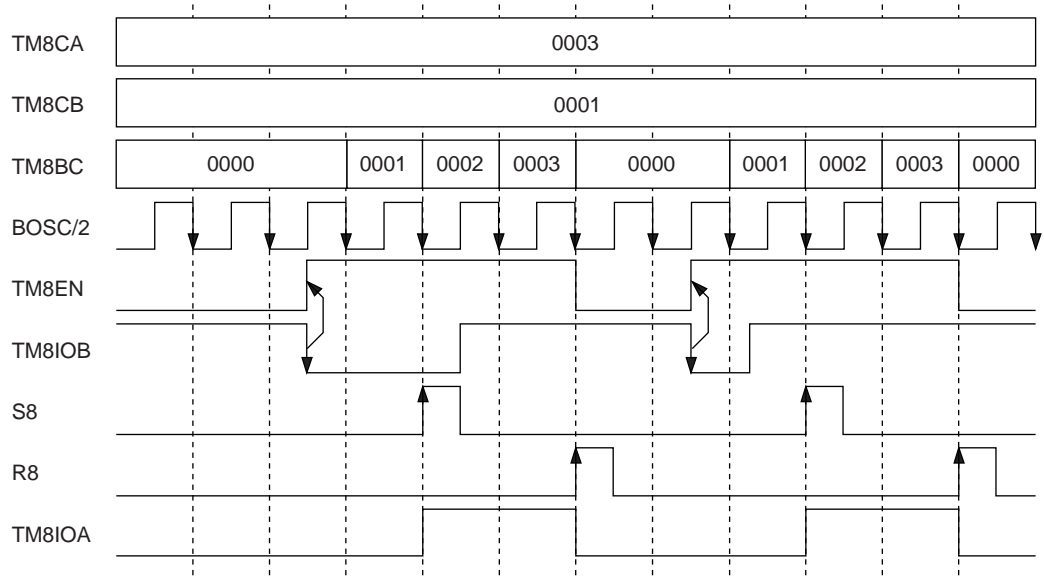 TM8CA 0003
TM8CB 0001
TM8BC 0000 0001 0002 0003 0000 0001 0002 0003 0000
BOSC/2
TM8EN
TM8IOB
S8
R8
TM8IOA